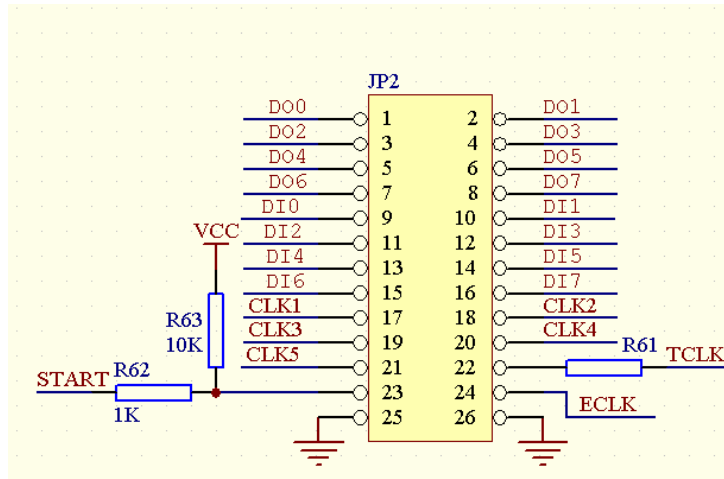 JP2
DO0 1 2 DO1
DO2 3 4 DO3
DO4 5 6 DO5
DO6 7 8 DO7
DI0 9 10 DI1
VCC DI2 11 12 DI3
DI4 13 14 DI5
DI6 15 16 DI7
R63 CLK1 17 18 CLK2
10K CLK3 19 20 CLK4
R62 CLK5 21 22 R61 TCLK
START 23 24 ECLK
1K 25 26